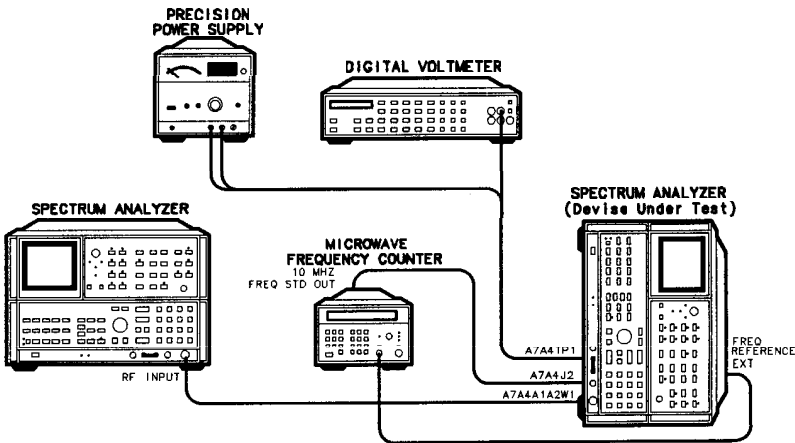 PRECISION
POWER SUPPLY
DIGITAL VOLTMETER
SPECTRUM ANALYZER
(Devise Under Test)
SPECTRUM ANALYZER
MICROWAVE
FREQUENCY COUNTER
10 MHZ
FREQ STD OUT
A7A4TP1
FREQ
REFERENCE
EXT
A7A4J2
RF INPUT
A7A4A1A2W1